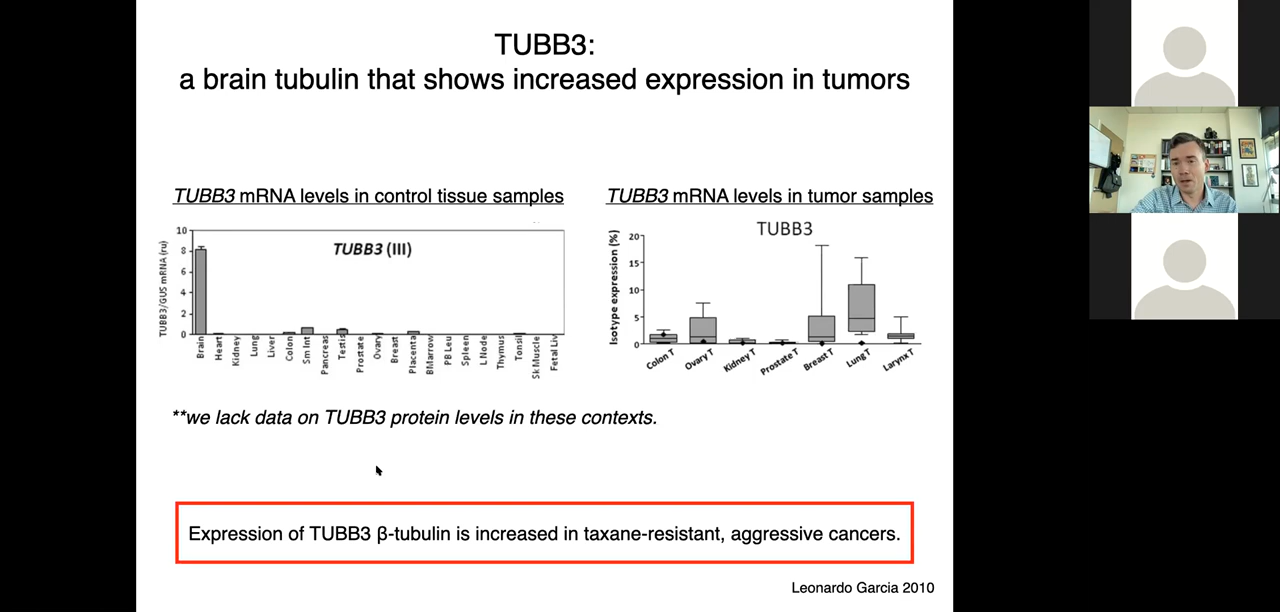 TUBB3:
a brain tubulin that shows increased expression in tumors
TUBB3 mRNA levels in control tissue samples
TUBB3 (III)
TUBB3/GUS mRNA (ru)
10
8
6
4
2
0
Brain
Heart
Kidney
Lung
Liver
Colon
Sm Int
Pancreas
Testis
Prostate
Ovary
Breast
Placenta
BMarrow
PB Leu
Spleen
L Node
Thymus
Tonsil
Sk Muscle
Fetal Liv
TUBB3 mRNA levels in tumor samples
TUBB3
Isotype expression (%)
20
15
10
5
0
Colon T
Ovary T
Kidney T
Prostate T
Breast T
Lung T
Larynx T
**we lack data on TUBB3 protein levels in these contexts.
Expression of TUBB3 β-tubulin is increased in taxane-resistant, aggressive cancers.
Leonardo Garcia 2010